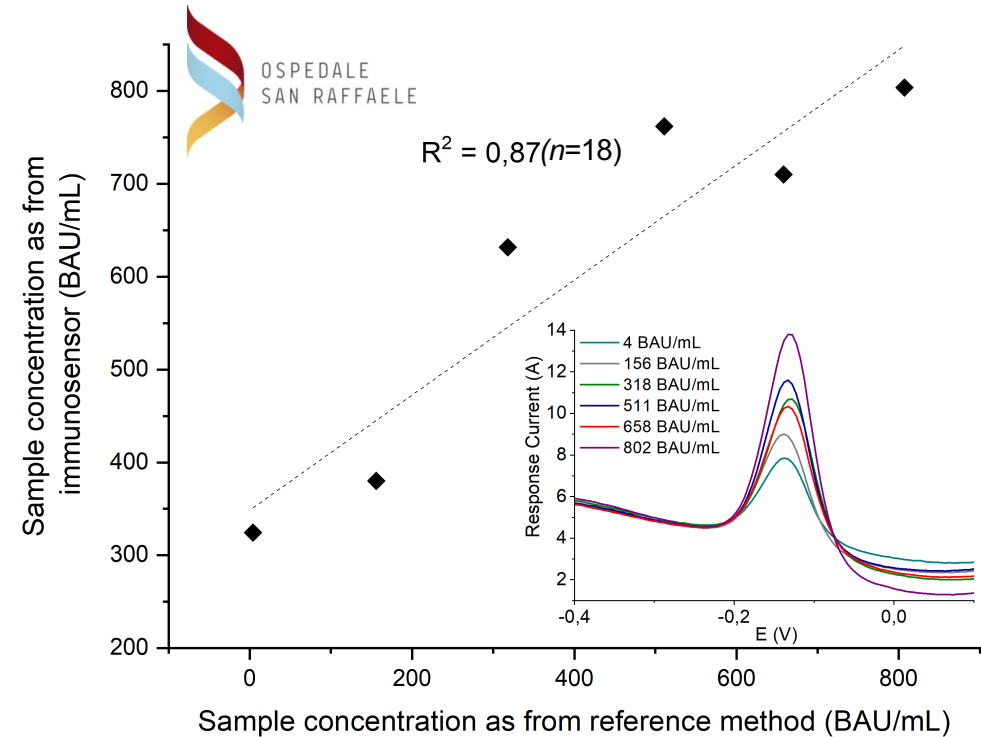 OSPEDALE
SAN RAFFAELE
R² = 0,87(n=18)
Sample concentration as from
immunosensor (BAU/mL)
800
700
600
500
400
300
200
0
200
400
600
800
Sample concentration as from reference method (BAU/mL)
14
12
10
8
6
4
2
Response Current (A)
4 BAU/mL
156 BAU/mL
318 BAU/mL
511 BAU/mL
658 BAU/mL
802 BAU/mL
-0,4
-0,2
0,0
E (V)